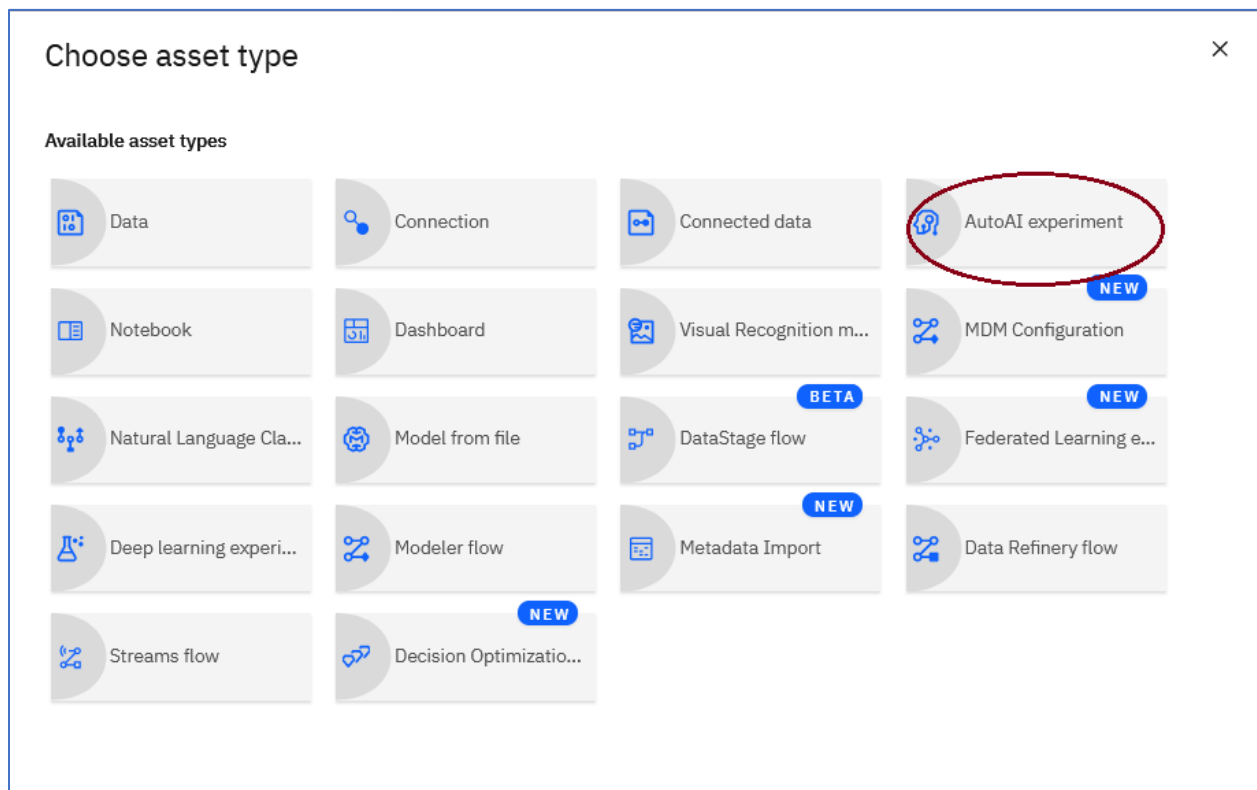 Choose asset type
Available asset types
Data
Connection
Connected data
AutoAI experiment
NEW
Notebook
Dashboard
Visual Recognition m...
MDM Configuration
BETA
NEW
Natural Language Cla...
Model from file
DataStage flow
Federated Learning e...
NEW
Deep learning experi...
Modeler flow
Metadata Import
Data Refinery flow
NEW
Streams flow
Decision Optimizatio...